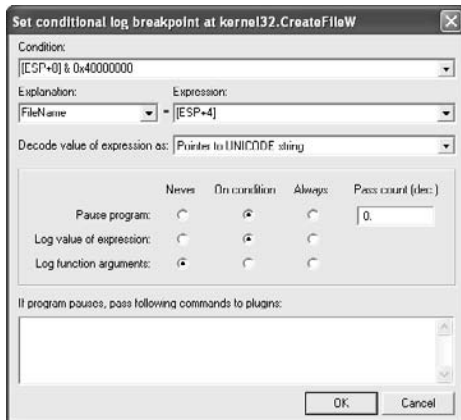 Set conditional log breakpoint at kernel32.CreateFileW
Condition:
[ESP+8] & 0x40000000
Explanation: Expression:
FileName = [ESP+4]
Decode value of expression as: Pointer to UNICODE string
Never On condition Always Pass count (dec.)
Pause program: 0.
Log value of expression:
Log function arguments:
If program pauses, pass following commands to plugins:
OK Cancel